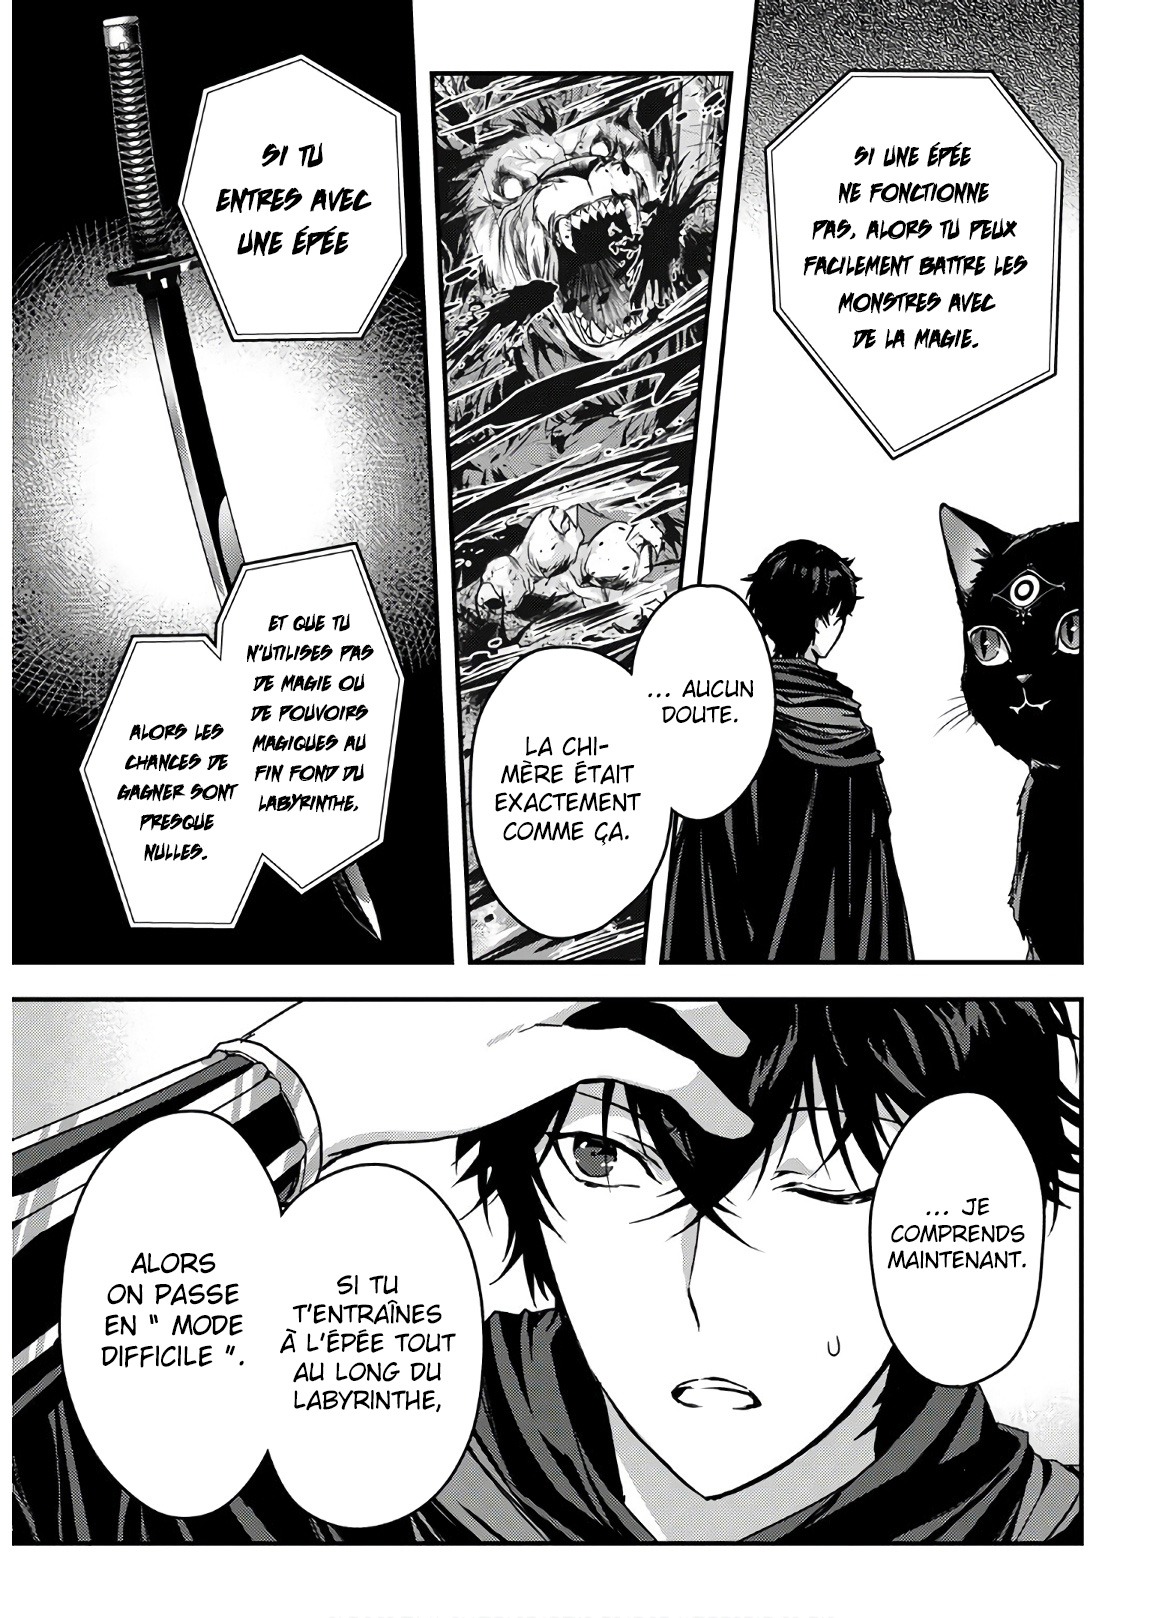 SI UNE ÉPÉE
NE FONCTIONNE
PAS, ALORS TU PEUX
FACILEMENT BATTRE LES
MONSTRES AVEC
DE LA MAGIE.
... AUCUN
DOUTE.
LA CHI-
MÈRE ÉTAIT
EXACTEMENT
COMME ÇA.
SI TU
ENTRES AVEC
UNE ÉPÉE
ET QUE TU
N'UTILISES PAS
DE MAGIE OU
DE POUVOIRS
MAGIQUES AU
FIN FOND DU
LABYRINTHE,
ALORS LES
CHANCES DE
GAGNER SONT
PRESQUE
NULLES.
... JE
COMPRENDS
MAINTENANT.
SI TU
T'ENTRAÎNES
À L'ÉPÉE TOUT
AU LONG DU
LABYRINTHE,
ALORS
ON PASSE
EN " MODE
DIFFICILE ".